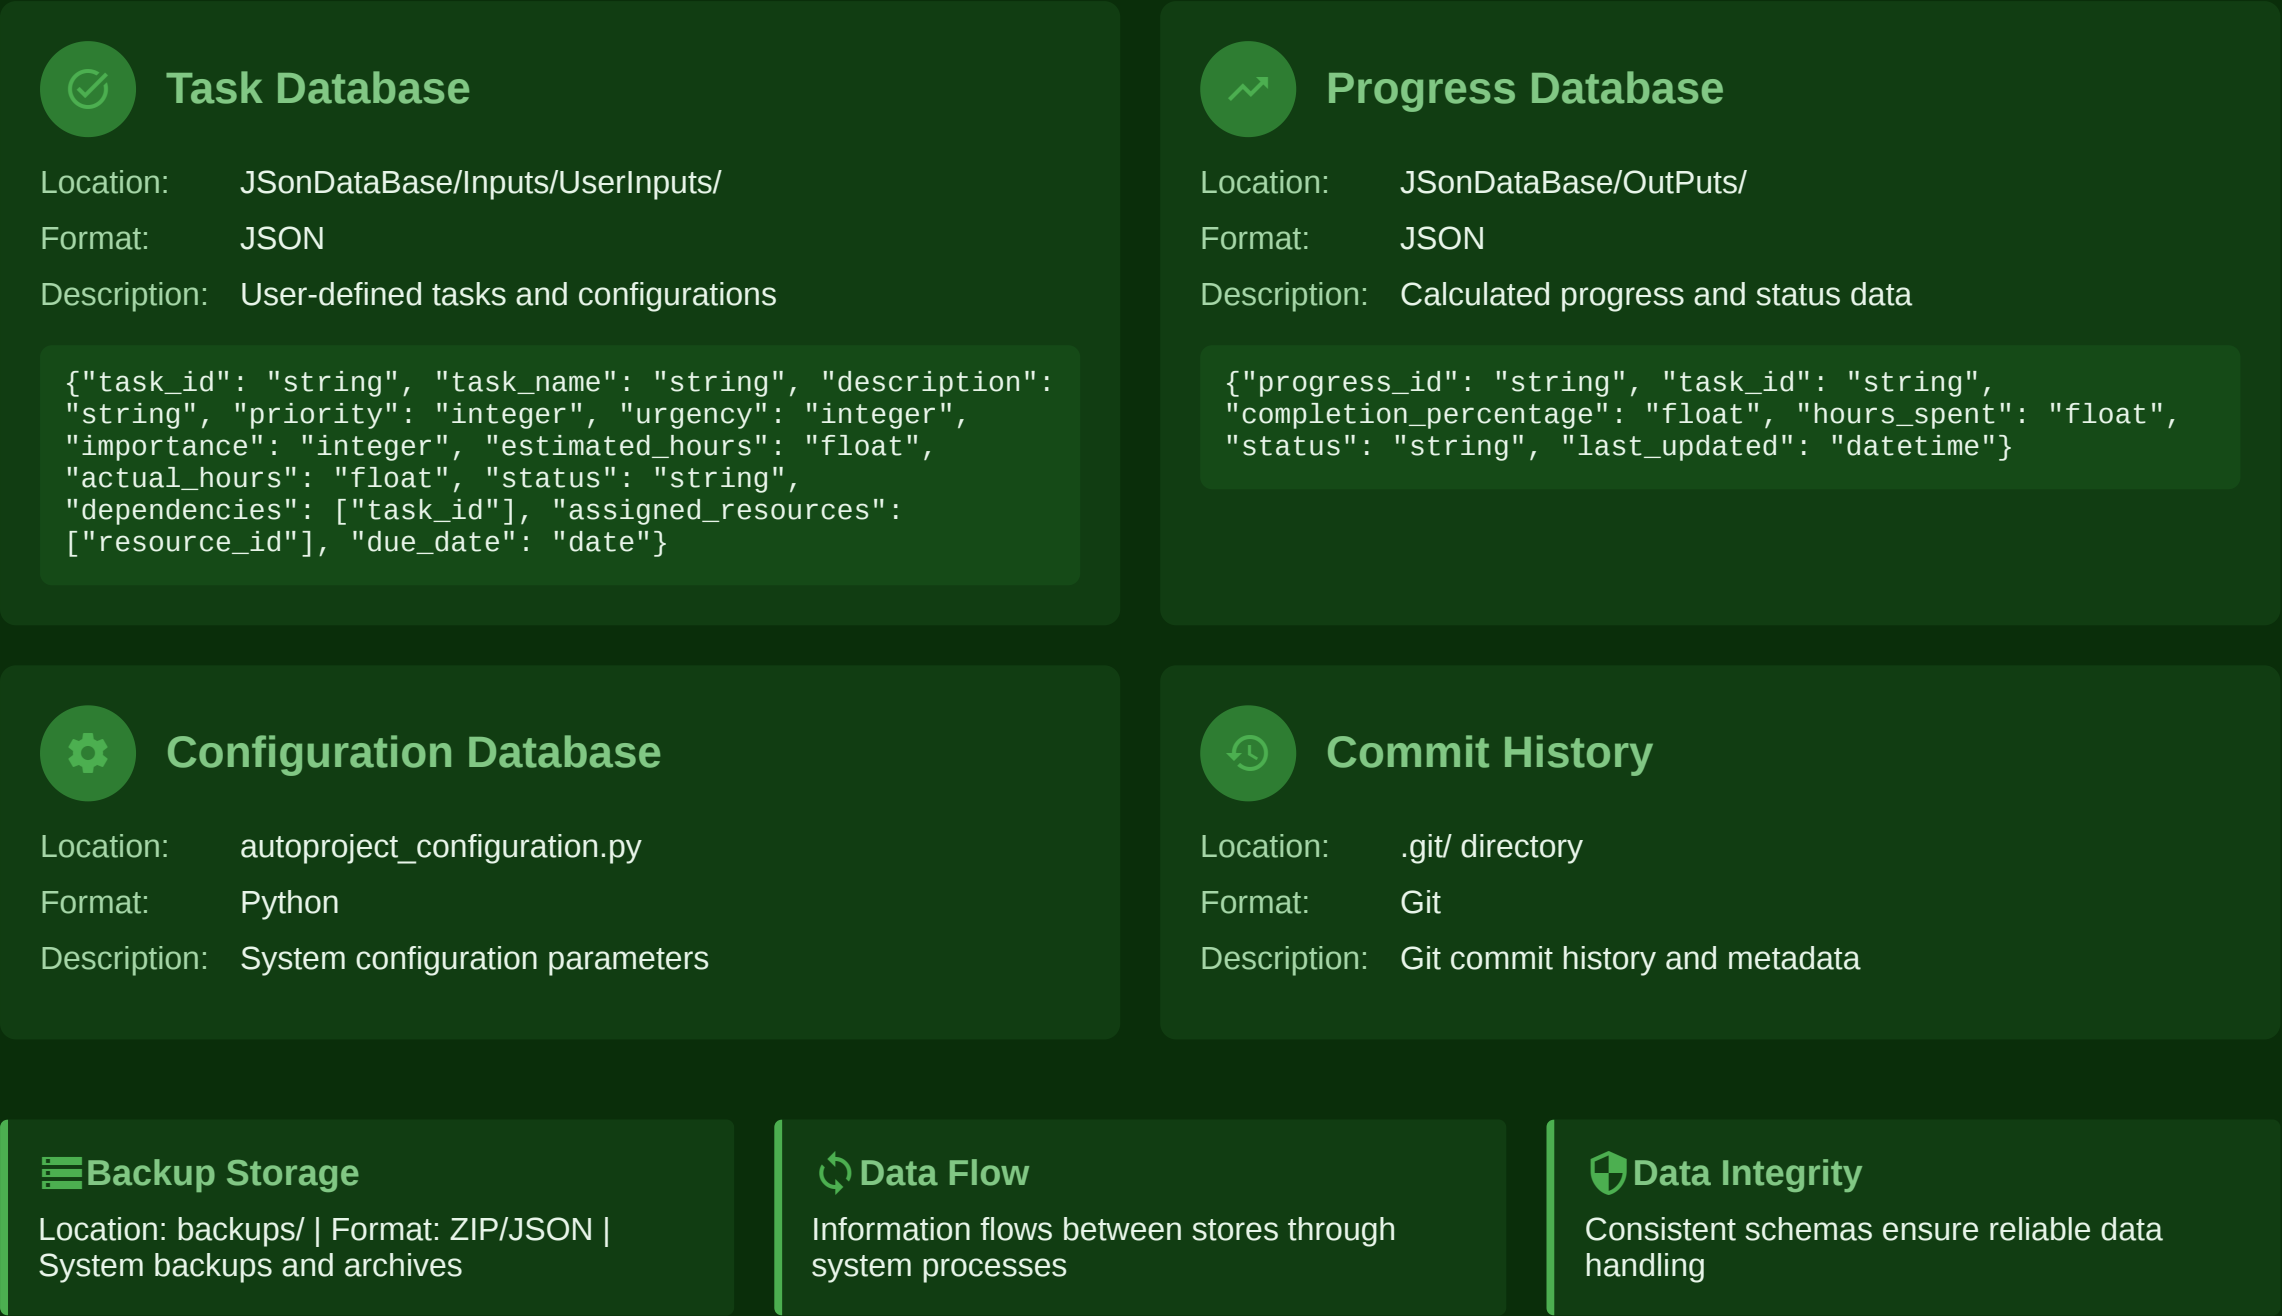 Task Database
Location: JSonDataBase/Inputs/UserInputs/
Format: JSON
Description: User-defined tasks and configurations
{"task_id": "string", "task_name": "string", "description":
"string", "priority": "integer", "urgency": "integer",
"importance": "integer", "estimated_hours": "float",
"actual_hours": "float", "status": "string",
"dependencies": ["task_id"], "assigned_resources":
["resource_id"], "due_date": "date"}
Progress Database
Location: JSonDataBase/OutPuts/
Format: JSON
Description: Calculated progress and status data
{"progress_id": "string", "task_id": "string",
"completion_percentage": "float", "hours_spent": "float",
"status": "string", "last_updated": "datetime"}
Configuration Database
Location: autoproject_configuration.py
Format: Python
Description: System configuration parameters
Commit History
Location: .git/ directory
Format: Git
Description: Git commit history and metadata
Backup Storage
Location: backups/ | Format: ZIP/JSON |
System backups and archives
Data Flow
Information flows between stores through
system processes
Data Integrity
Consistent schemas ensure reliable data
handling